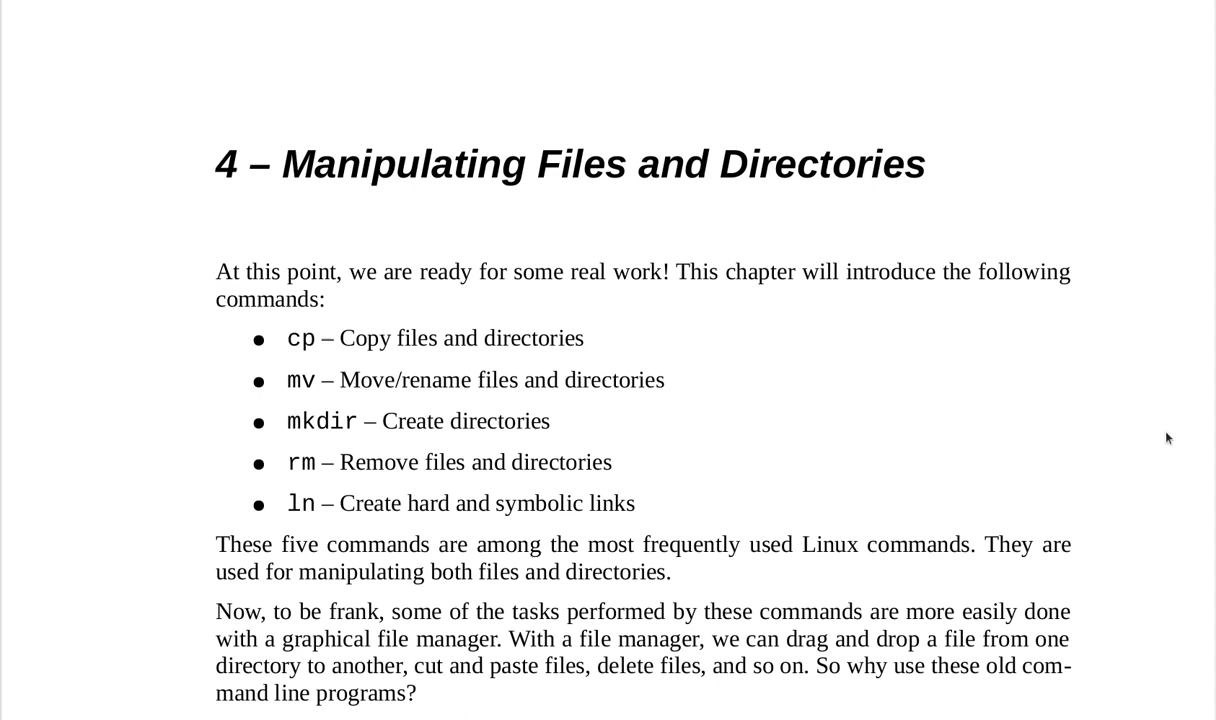 4 – Manipulating Files and Directories
At this point, we are ready for some real work! This chapter will introduce the following
commands:
● cp – Copy files and directories
● mv – Move/rename files and directories
● mkdir – Create directories
● rm – Remove files and directories
● ln – Create hard and symbolic links
These five commands are among the most frequently used Linux commands. They are
used for manipulating both files and directories.
Now, to be frank, some of the tasks performed by these commands are more easily done
with a graphical file manager. With a file manager, we can drag and drop a file from one
directory to another, cut and paste files, delete files, and so on. So why use these old com-
mand line programs?